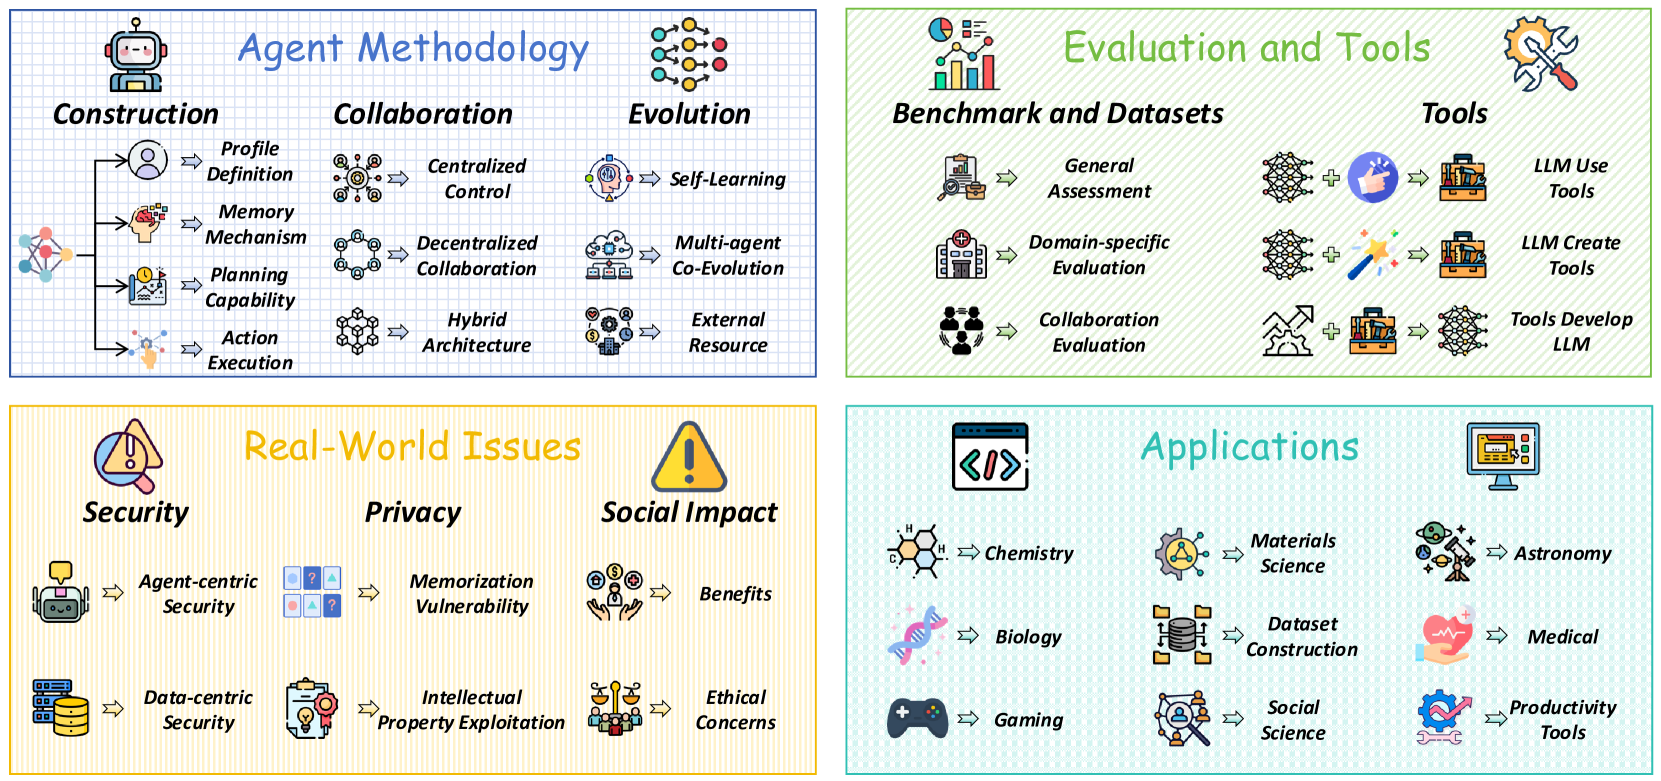 Agent Methodology
Construction
Profile
Definition
Memory
Mechanism
Planning
Capability
Action
Execution
Collaboration
Centralized
Control
Decentralized
Collaboration
Hybrid
Architecture
Evolution
Self-Learning
Multi-agent
Co-Evolution
External
Resource
Evaluation and Tools
Benchmark and Datasets
General
Assessment
Domain-specific
Evaluation
Collaboration
Evaluation
Tools
LLM Use
Tools
LLM Create
Tools
Tools Develop
LLM
Real-World Issues
Security
Agent-centric
Security
Data-centric
Security
Privacy
Memorization
Vulnerability
Intellectual
Property Exploitation
Social Impact
Benefits
Ethical
Concerns
Applications
H
H
C
Chemistry
Materials
Science
Astronomy
Biology
Dataset
Construction
Medical
Gaming
Social
Science
Productivity
Tools